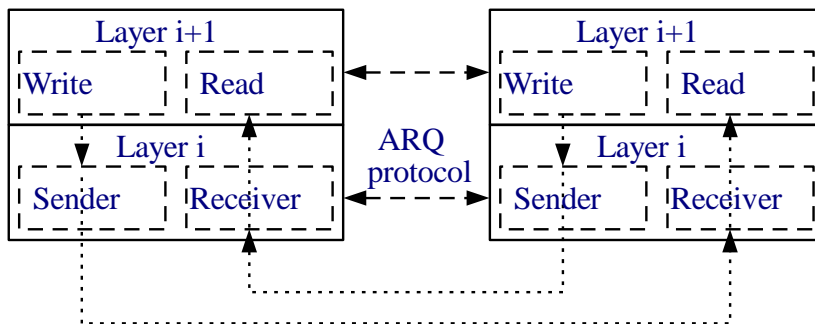 Layer i+1
Layer i+1
Write Read
Write Read
ARQ
protocol
Layer i
Layer i
Sender Receiver
Sender Receiver